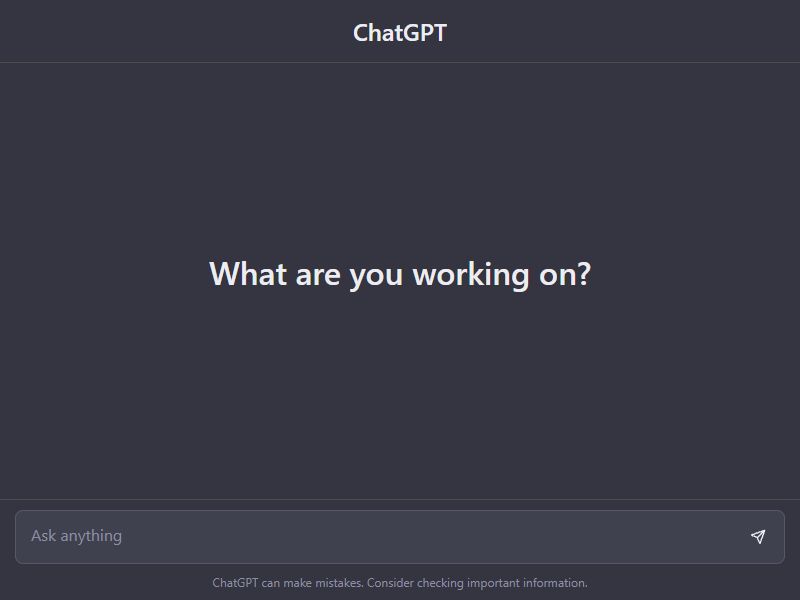 ChatGPT
What are you working on?
Ask anything
ChatGPT can make mistakes. Consider checking important information.